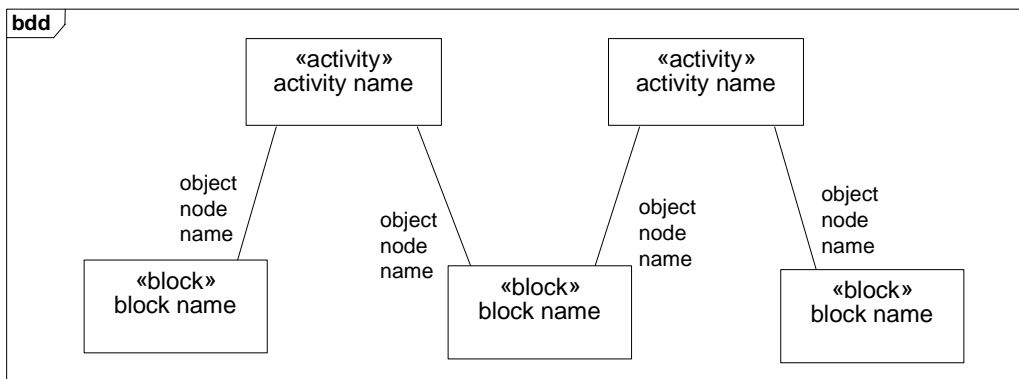 bdd
«activity»
activity name
«activity»
activity name
object
node
name
object
node
name
object
node
name
object
node
name
«block»
block name
«block»
block name
«block»
block name